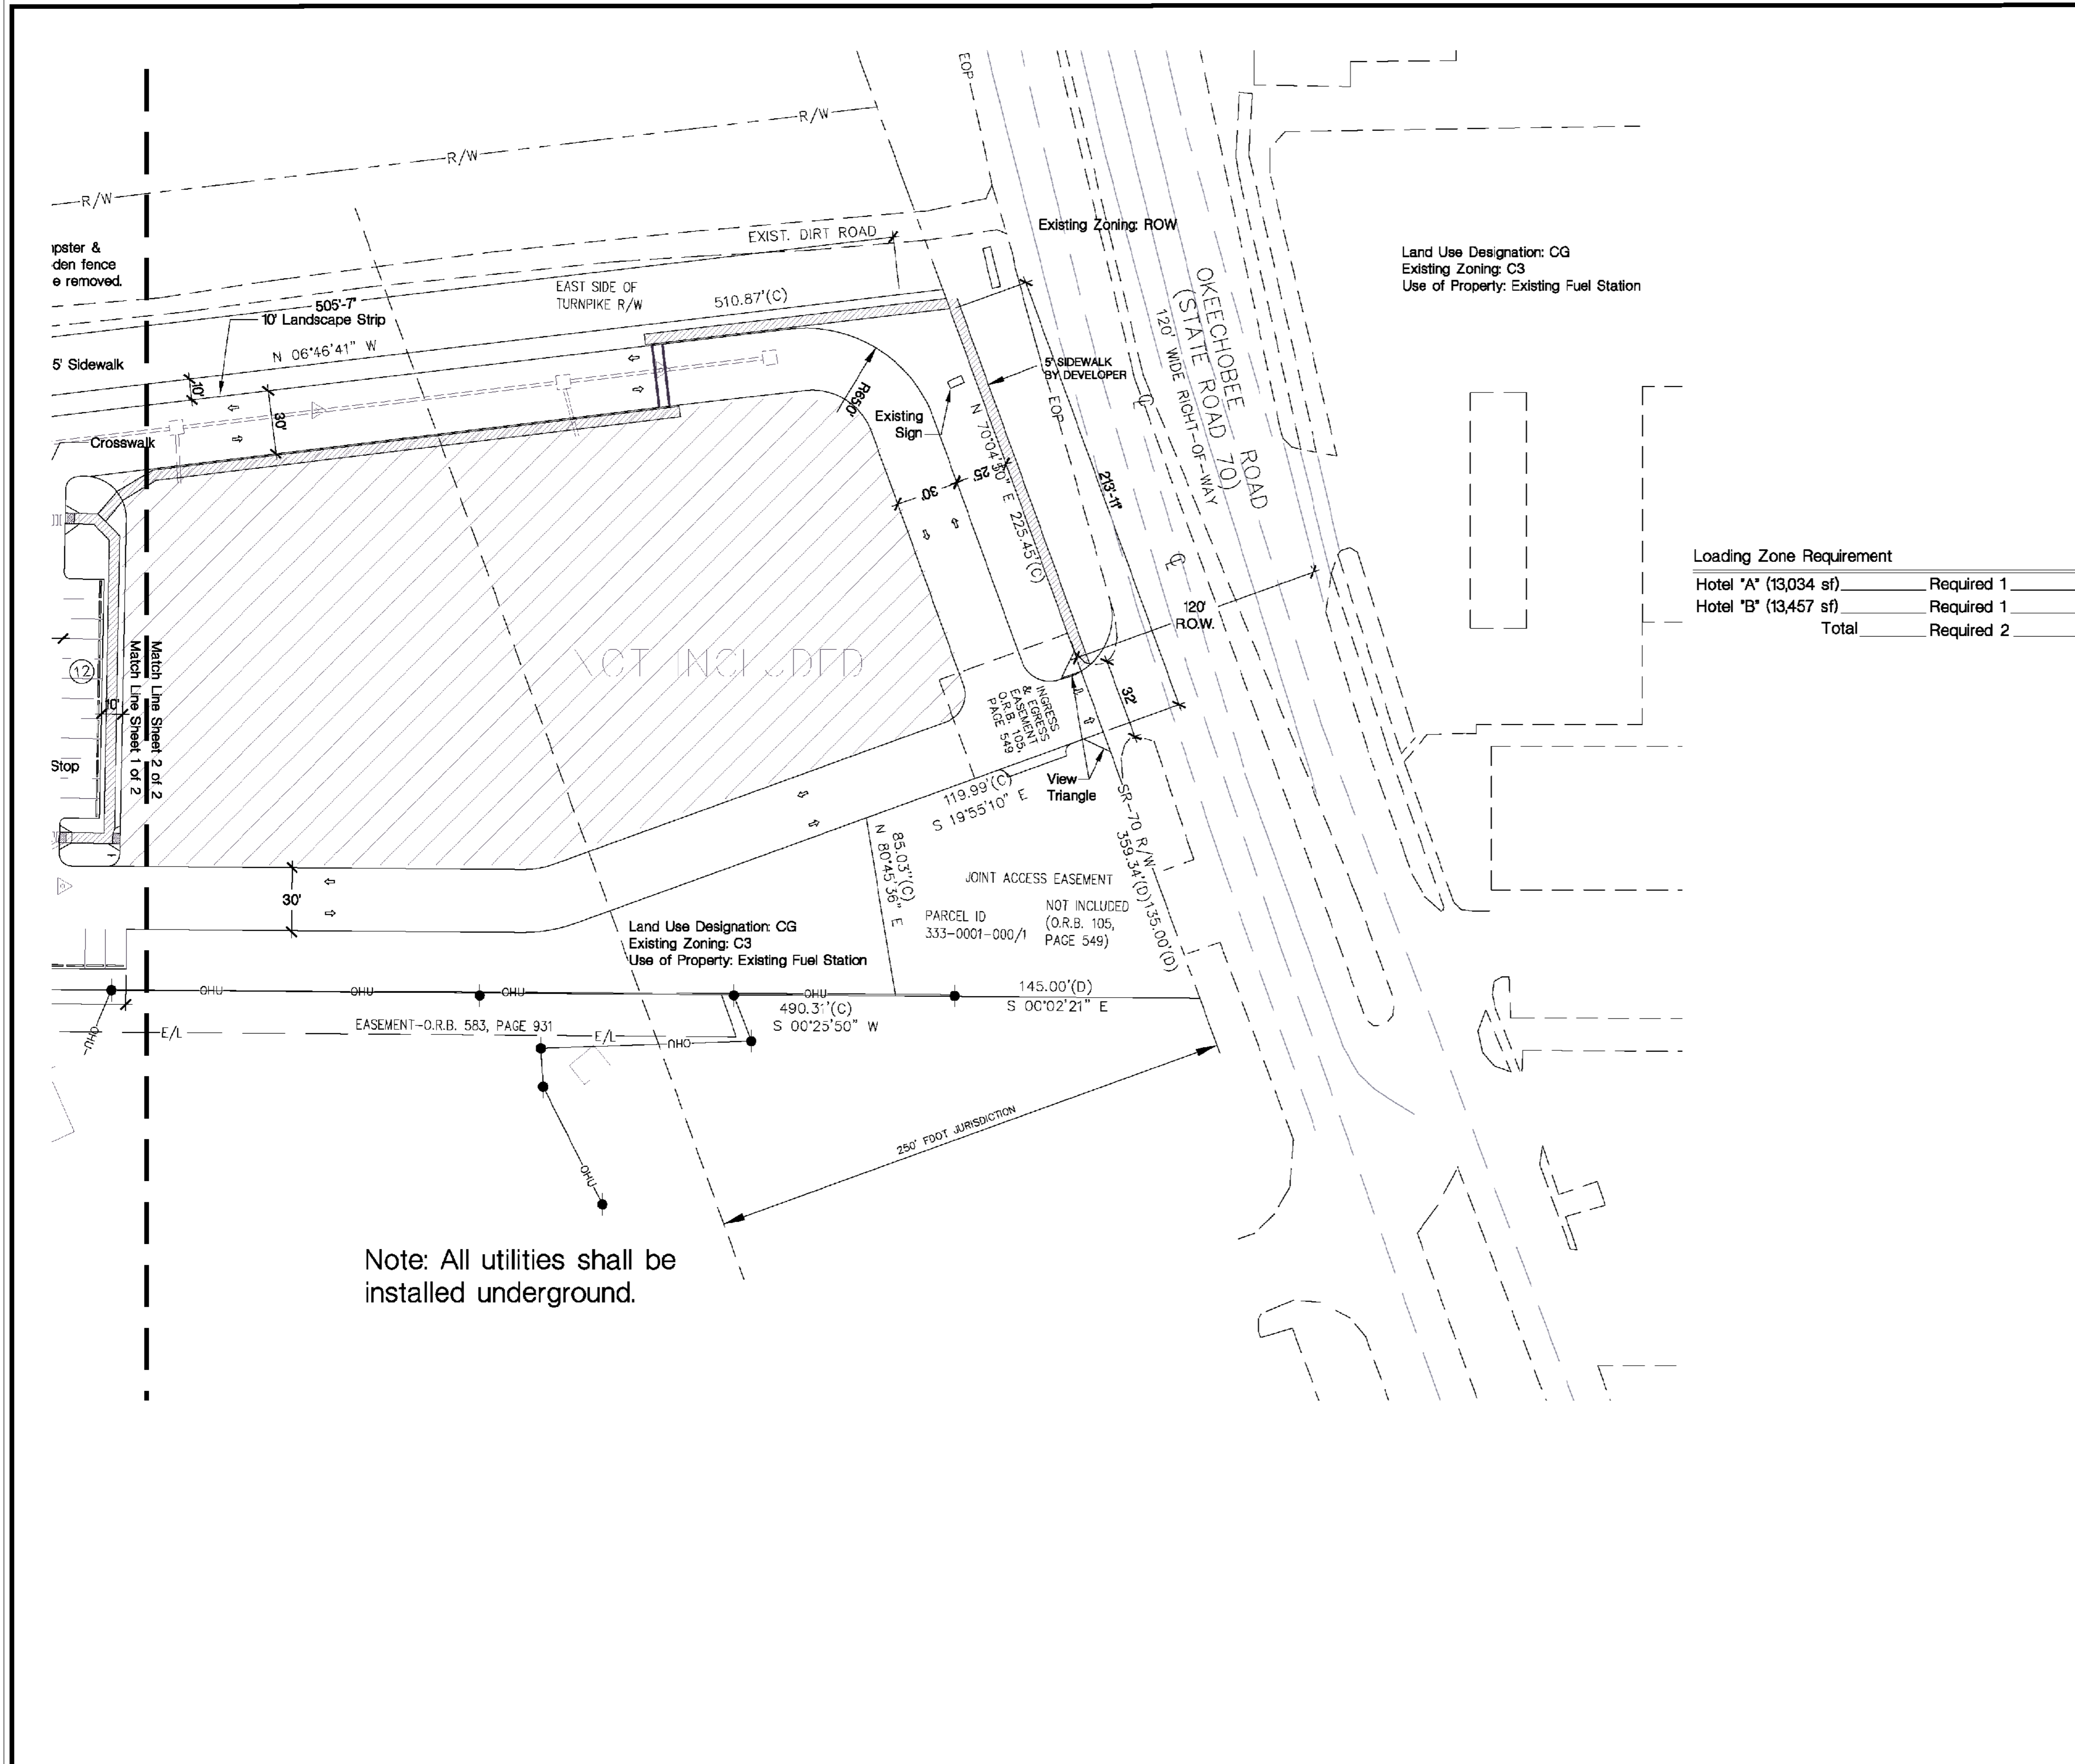 R/W
R/W
R/W
EOP
Existing Zoning: ROW
EXIST. DIRT ROAD
Land Use Designation: CG
Existing Zoning: C3
Use of Property: Existing Fuel Station
pster &
den fence
e removed.
505'-7"
10' Landscape Strip
EAST SIDE OF
TURNPIKE R/W
510.87'(C)
N 06°46'41" W
5' Sidewalk
10'
30'
Crosswalk
5' SIDEWALK
BY DEVELOPER
EOP
Existing
Sign
30'
25'
N 70°04'50" E 225.45'(C)
213'-11"
OKEECHOBEE ROAD
(STATE ROAD 70)
120' WIDE RIGHT-OF-WAY
120'
R.O.W.
Loading Zone Requirement
Hotel "A" (13,034 sf) Required 1
Hotel "B" (13,457 sf) Required 1
Total Required 2
NOT INCLUDED
12
10'
Match Line Sheet 2 of 2
Match Line Sheet 1 of 2
Stop
INGRESS
& EGRESS
EASEMENT
O.R.B. 105,
PAGE 549
32'
View
Triangle
119.99'(C)
S 19°55'10" E
85.03'(C)
N 80°45'36" E
SR-70 R/W
359.34'(D)
135.00'(D)
JOINT ACCESS EASEMENT
PARCEL ID
333-0001-000/1
NOT INCLUDED
(O.R.B. 105,
PAGE 549)
30'
Land Use Designation: CG
Existing Zoning: C3
Use of Property: Existing Fuel Station
OHU
OHU
OHU
OHU
490.31'(C)
S 00°25'50" W
145.00'(D)
S 00°02'21" E
OHU
E/L
EASEMENT-O.R.B. 583, PAGE 931
E/L
OHU
OHU
250' FDOT JURISDICTION
Note: All utilities shall be
installed underground.